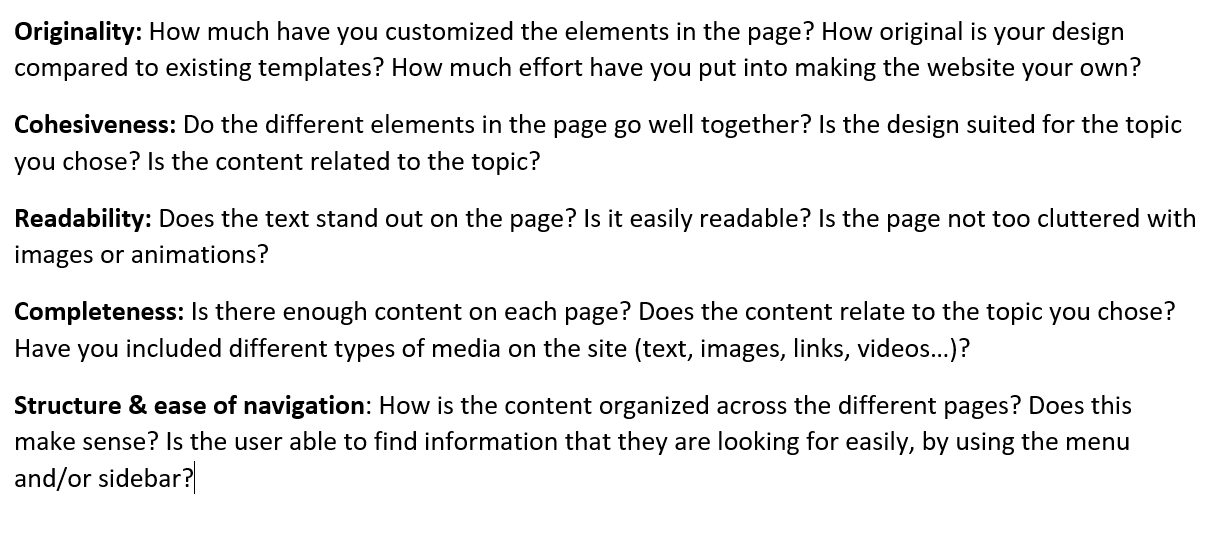 Originality: How much have you customized the elements in the page? How original is your design
compared to existing templates? How much effort have you put into making the website your own?
Cohesiveness: Do the different elements in the page go well together? Is the design suited for the topic
you chose? Is the content related to the topic?
Readability: Does the text stand out on the page? Is it easily readable? Is the page not too cluttered with
images or animations?
Completeness: Is there enough content on each page? Does the content relate to the topic you chose?
Have you included different types of media on the site (text, images, links, videos…)?
Structure & ease of navigation: How is the content organized across the different pages? Does this
make sense? Is the user able to find information that they are looking for easily, by using the menu
and/or sidebar?